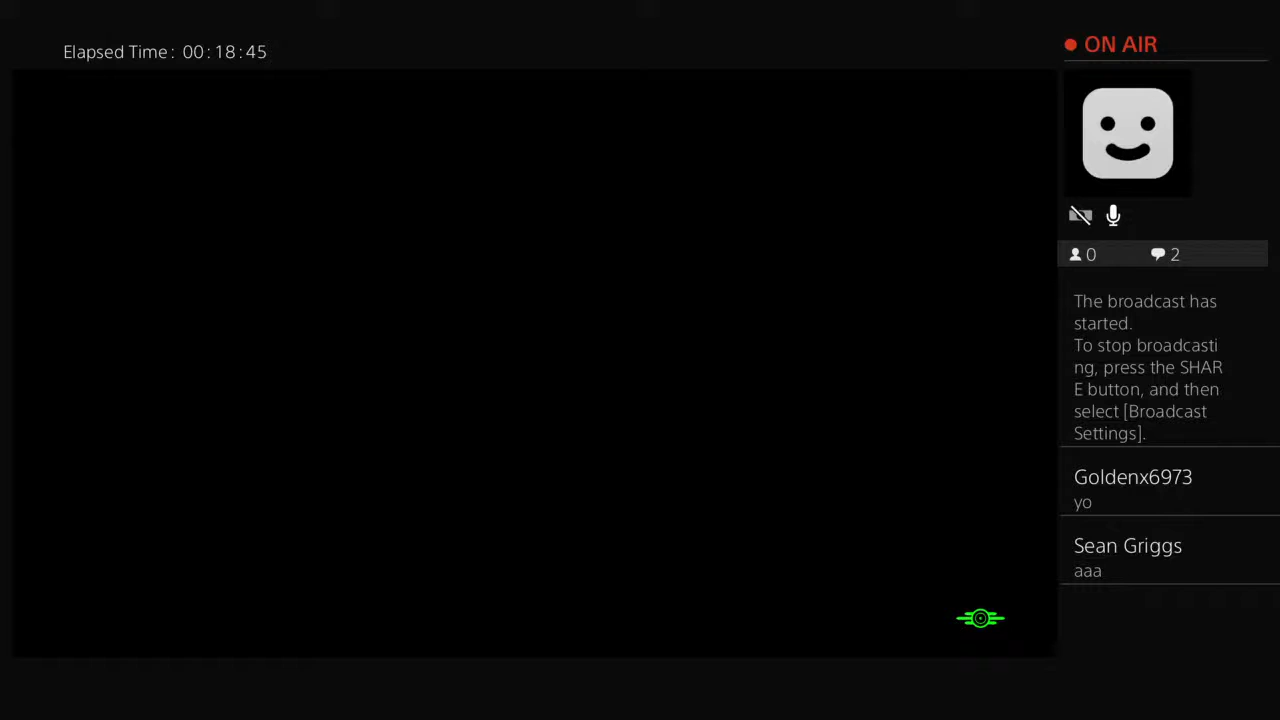 Elapsed Time: 00:18:45
ON AIR
0 2
The broadcast has
started.
To stop broadcasti
ng, press the SHAR
E button, and then
select [Broadcast
Settings].
Goldenx6973
yo
Sean Griggs
aaa